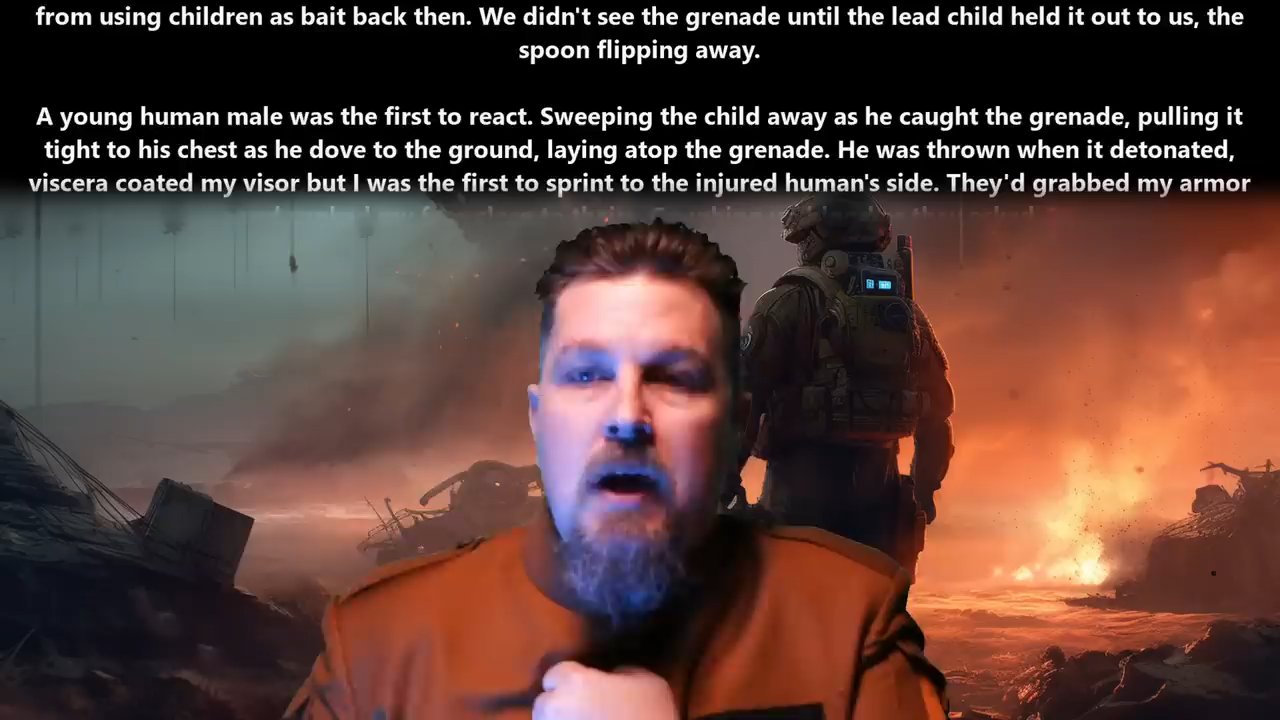 from using children as bait back then. We didn't see the grenade until the lead child held it out to us, the
spoon flipping away.
A young human male was the first to react. Sweeping the child away as he caught the grenade, pulling it
tight to his chest as he dove to the ground, laying atop the grenade. He was thrown when it detonated,
viscera coated my visor but I was the first to sprint to the injured human's side. They'd grabbed my armor